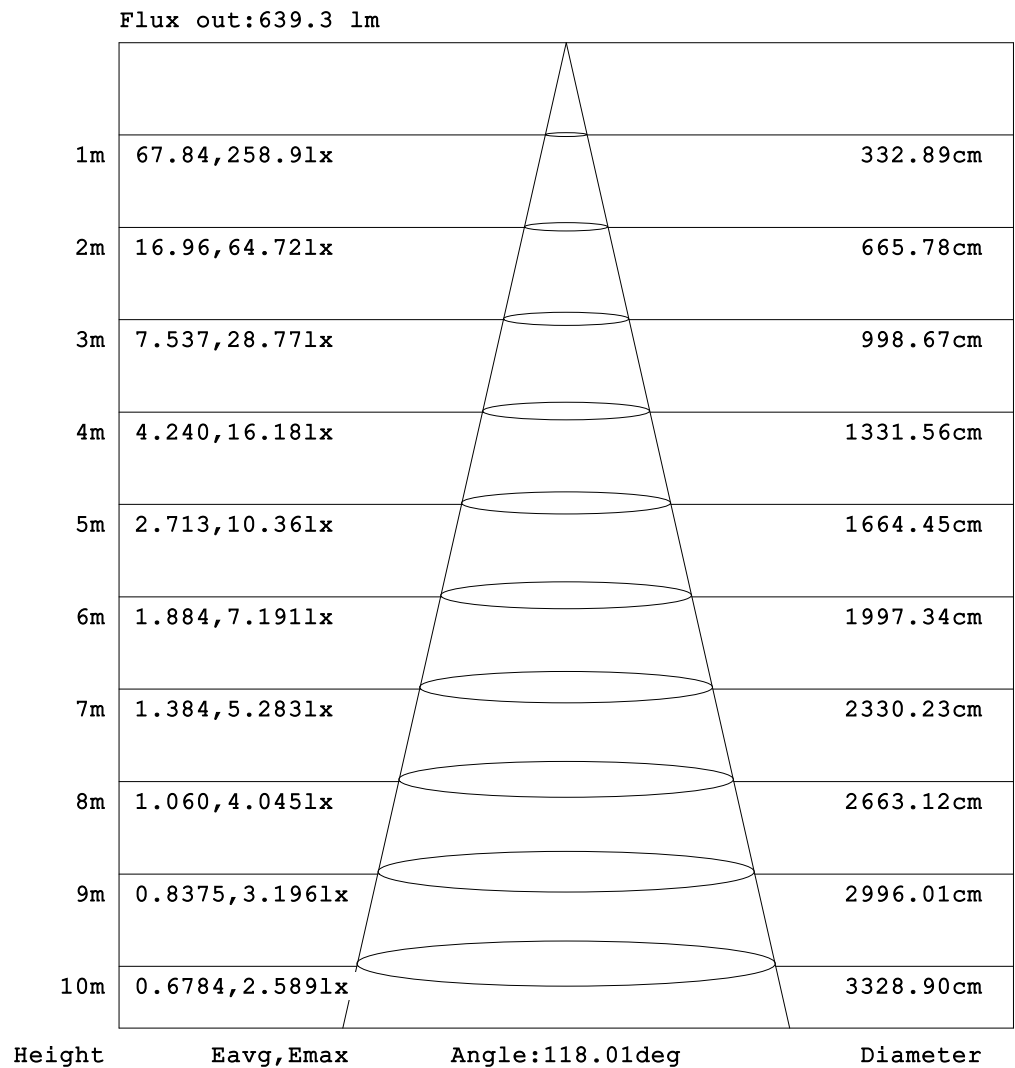 Flux out:639.3 lm
1m 67.84,258.9lx 332.89cm
2m 16.96,64.72lx 665.78cm
3m 7.537,28.77lx 998.67cm
4m 4.240,16.18lx 1331.56cm
5m 2.713,10.36lx 1664.45cm
6m 1.884,7.191lx 1997.34cm
7m 1.384,5.283lx 2330.23cm
8m 1.060,4.045lx 2663.12cm
9m 0.8375,3.196lx 2996.01cm
10m 0.6784,2.589lx 3328.90cm
Height Eavg,Emax Angle:118.01deg Diameter